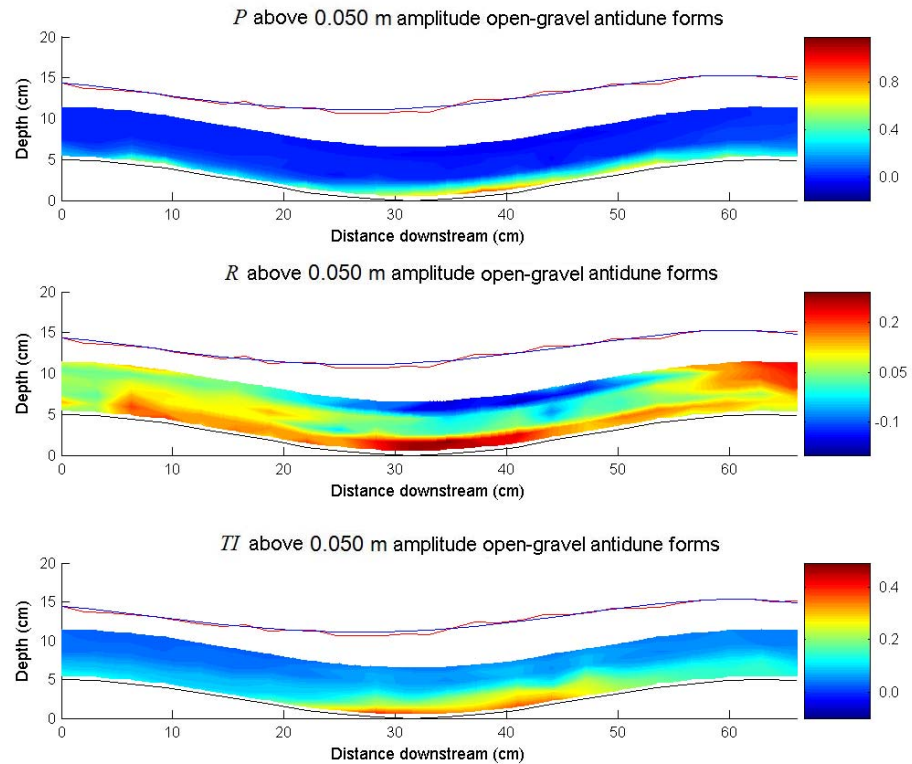 P above 0.050 m amplitude open-gravel antidune forms
20
15
10
5
0
Depth (cm)
0 10 20 30 40 50 60
Distance downstream (cm)
0.8
0.4
0.0
R above 0.050 m amplitude open-gravel antidune forms
20
15
10
5
0
Depth (cm)
0 10 20 30 40 50 60
Distance downstream (cm)
0.2
0.05
-0.1
TI above 0.050 m amplitude open-gravel antidune forms
20
15
10
5
0
Depth (cm)
0 10 20 30 40 50 60
Distance downstream (cm)
0.4
0.2
0.0